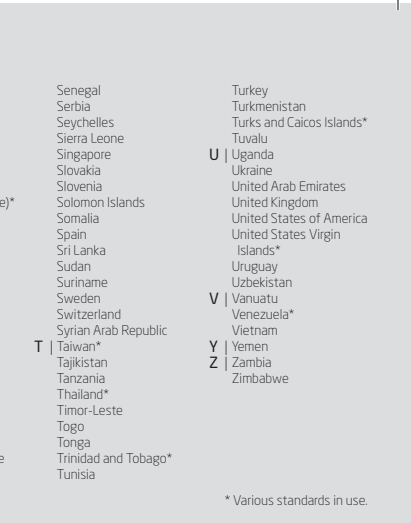 e)*
e
Senegal
Serbia
Seychelles
Sierra Leone
Singapore
Slovakia
Slovenia
Solomon Islands
Somalia
Spain
Sri Lanka
Sudan
Suriname
Sweden
Switzerland
Syrian Arab Republic
T | Taiwan*
Tajikistan
Tanzania
Thailand*
Timor-Leste
Togo
Tonga
Trinidad and Tobago*
Tunisia
Turkey
Turkmenistan
Turks and Caicos Islands*
Tuvalu
U | Uganda
Ukraine
United Arab Emirates
United Kingdom
United States of America
United States Virgin
Islands*
Uruguay
Uzbekistan
V | Vanuatu
Venezuela*
Vietnam
Y | Yemen
Z | Zambia
Zimbabwe
* Various standards in use.